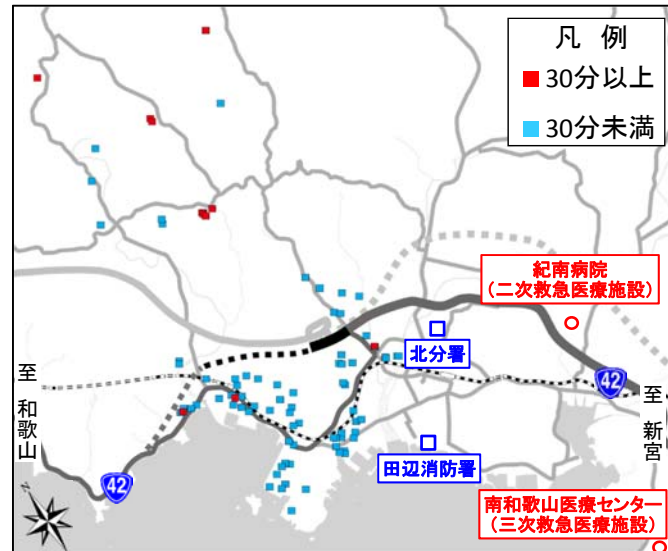 凡 例
30分以上
30分未満
紀南病院
(二次救急医療施設)
北分署
42
至 和歌山
至 新宮
田辺消防署
42
南和歌山医療センター
(三次救急医療施設)